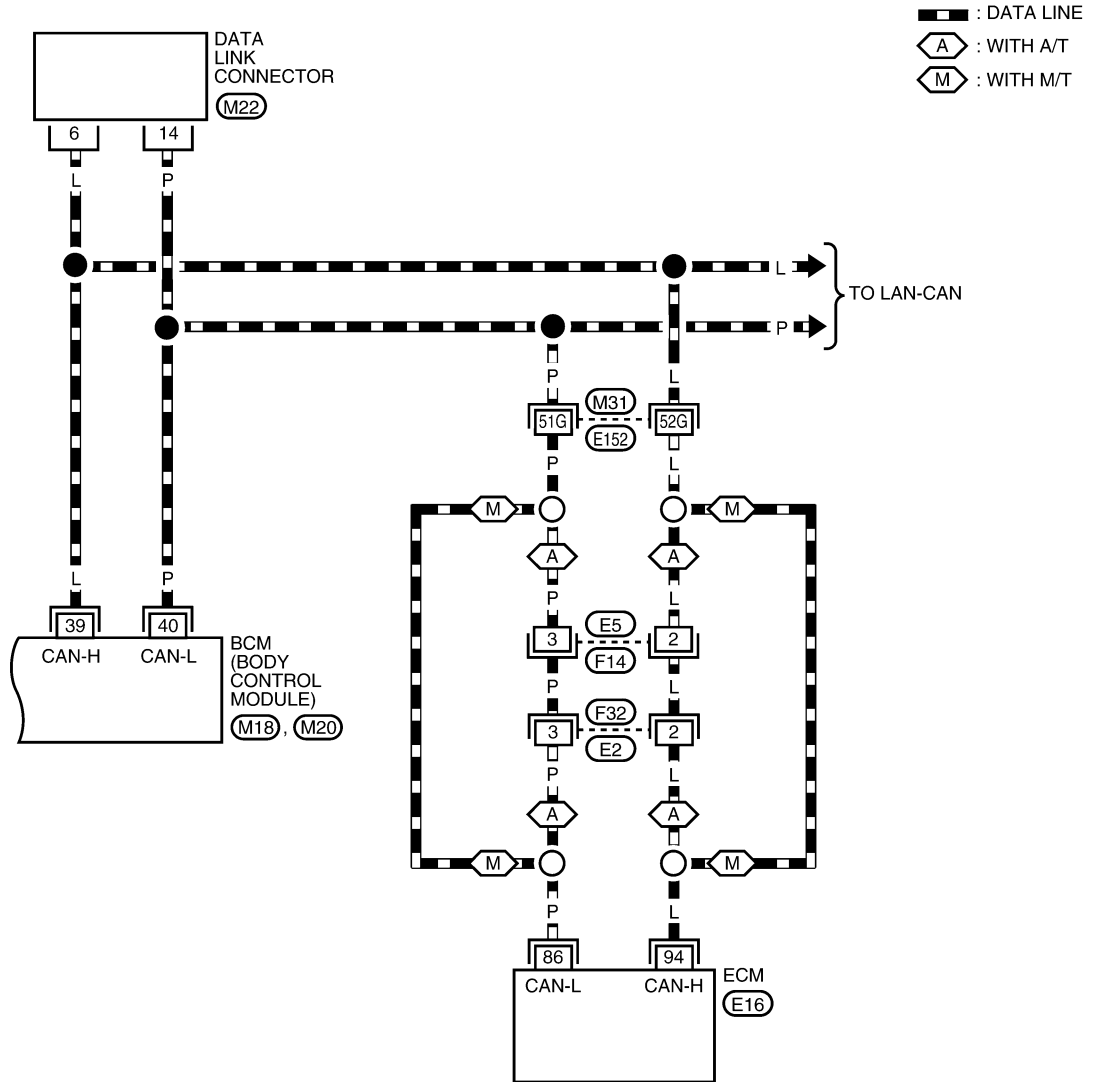 : DATA LINE
A : WITH A/T
M : WITH M/T
DATA
LINK
CONNECTOR
M22
6 14
L P
L
TO LAN-CAN
P
P L
M31
51G 52G
E152
P L
M M
A A
P L
L P
39 40
CAN-H CAN-L
BCM
(BODY
CONTROL
MODULE)
M18 , M20
E5
3 2
F14
P L
F32
3 2
E2
P L
A A
M M
P L
86 94
CAN-L CAN-H
ECM
E16